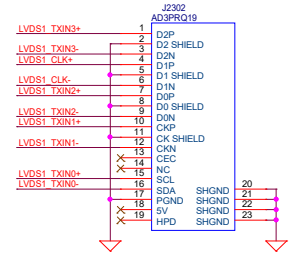 J2302
AD3PRQ19
LVDS1_TXIN3+ 1 D2P
2 D2 SHIELD
LVDS1_TXIN3- 3 D2N
LVDS1_CLK+ 4 D1P
5 D1 SHIELD
LVDS1_CLK- 6 D1N
LVDS1_TXIN2+ 7 D0P
8 D0 SHIELD
LVDS1_TXIN2- 9 D0N
LVDS1_TXIN1+ 10 CKP
11 CK SHIELD
LVDS1_TXIN1- 12 CKN
13 CEC
14 NC
LVDS1_TXIN0+ 15 SCL
LVDS1_TXIN0- 16 SDA SHGND 20
17 PGND SHGND 21
18 5V SHGND 22
19 HPD SHGND 23